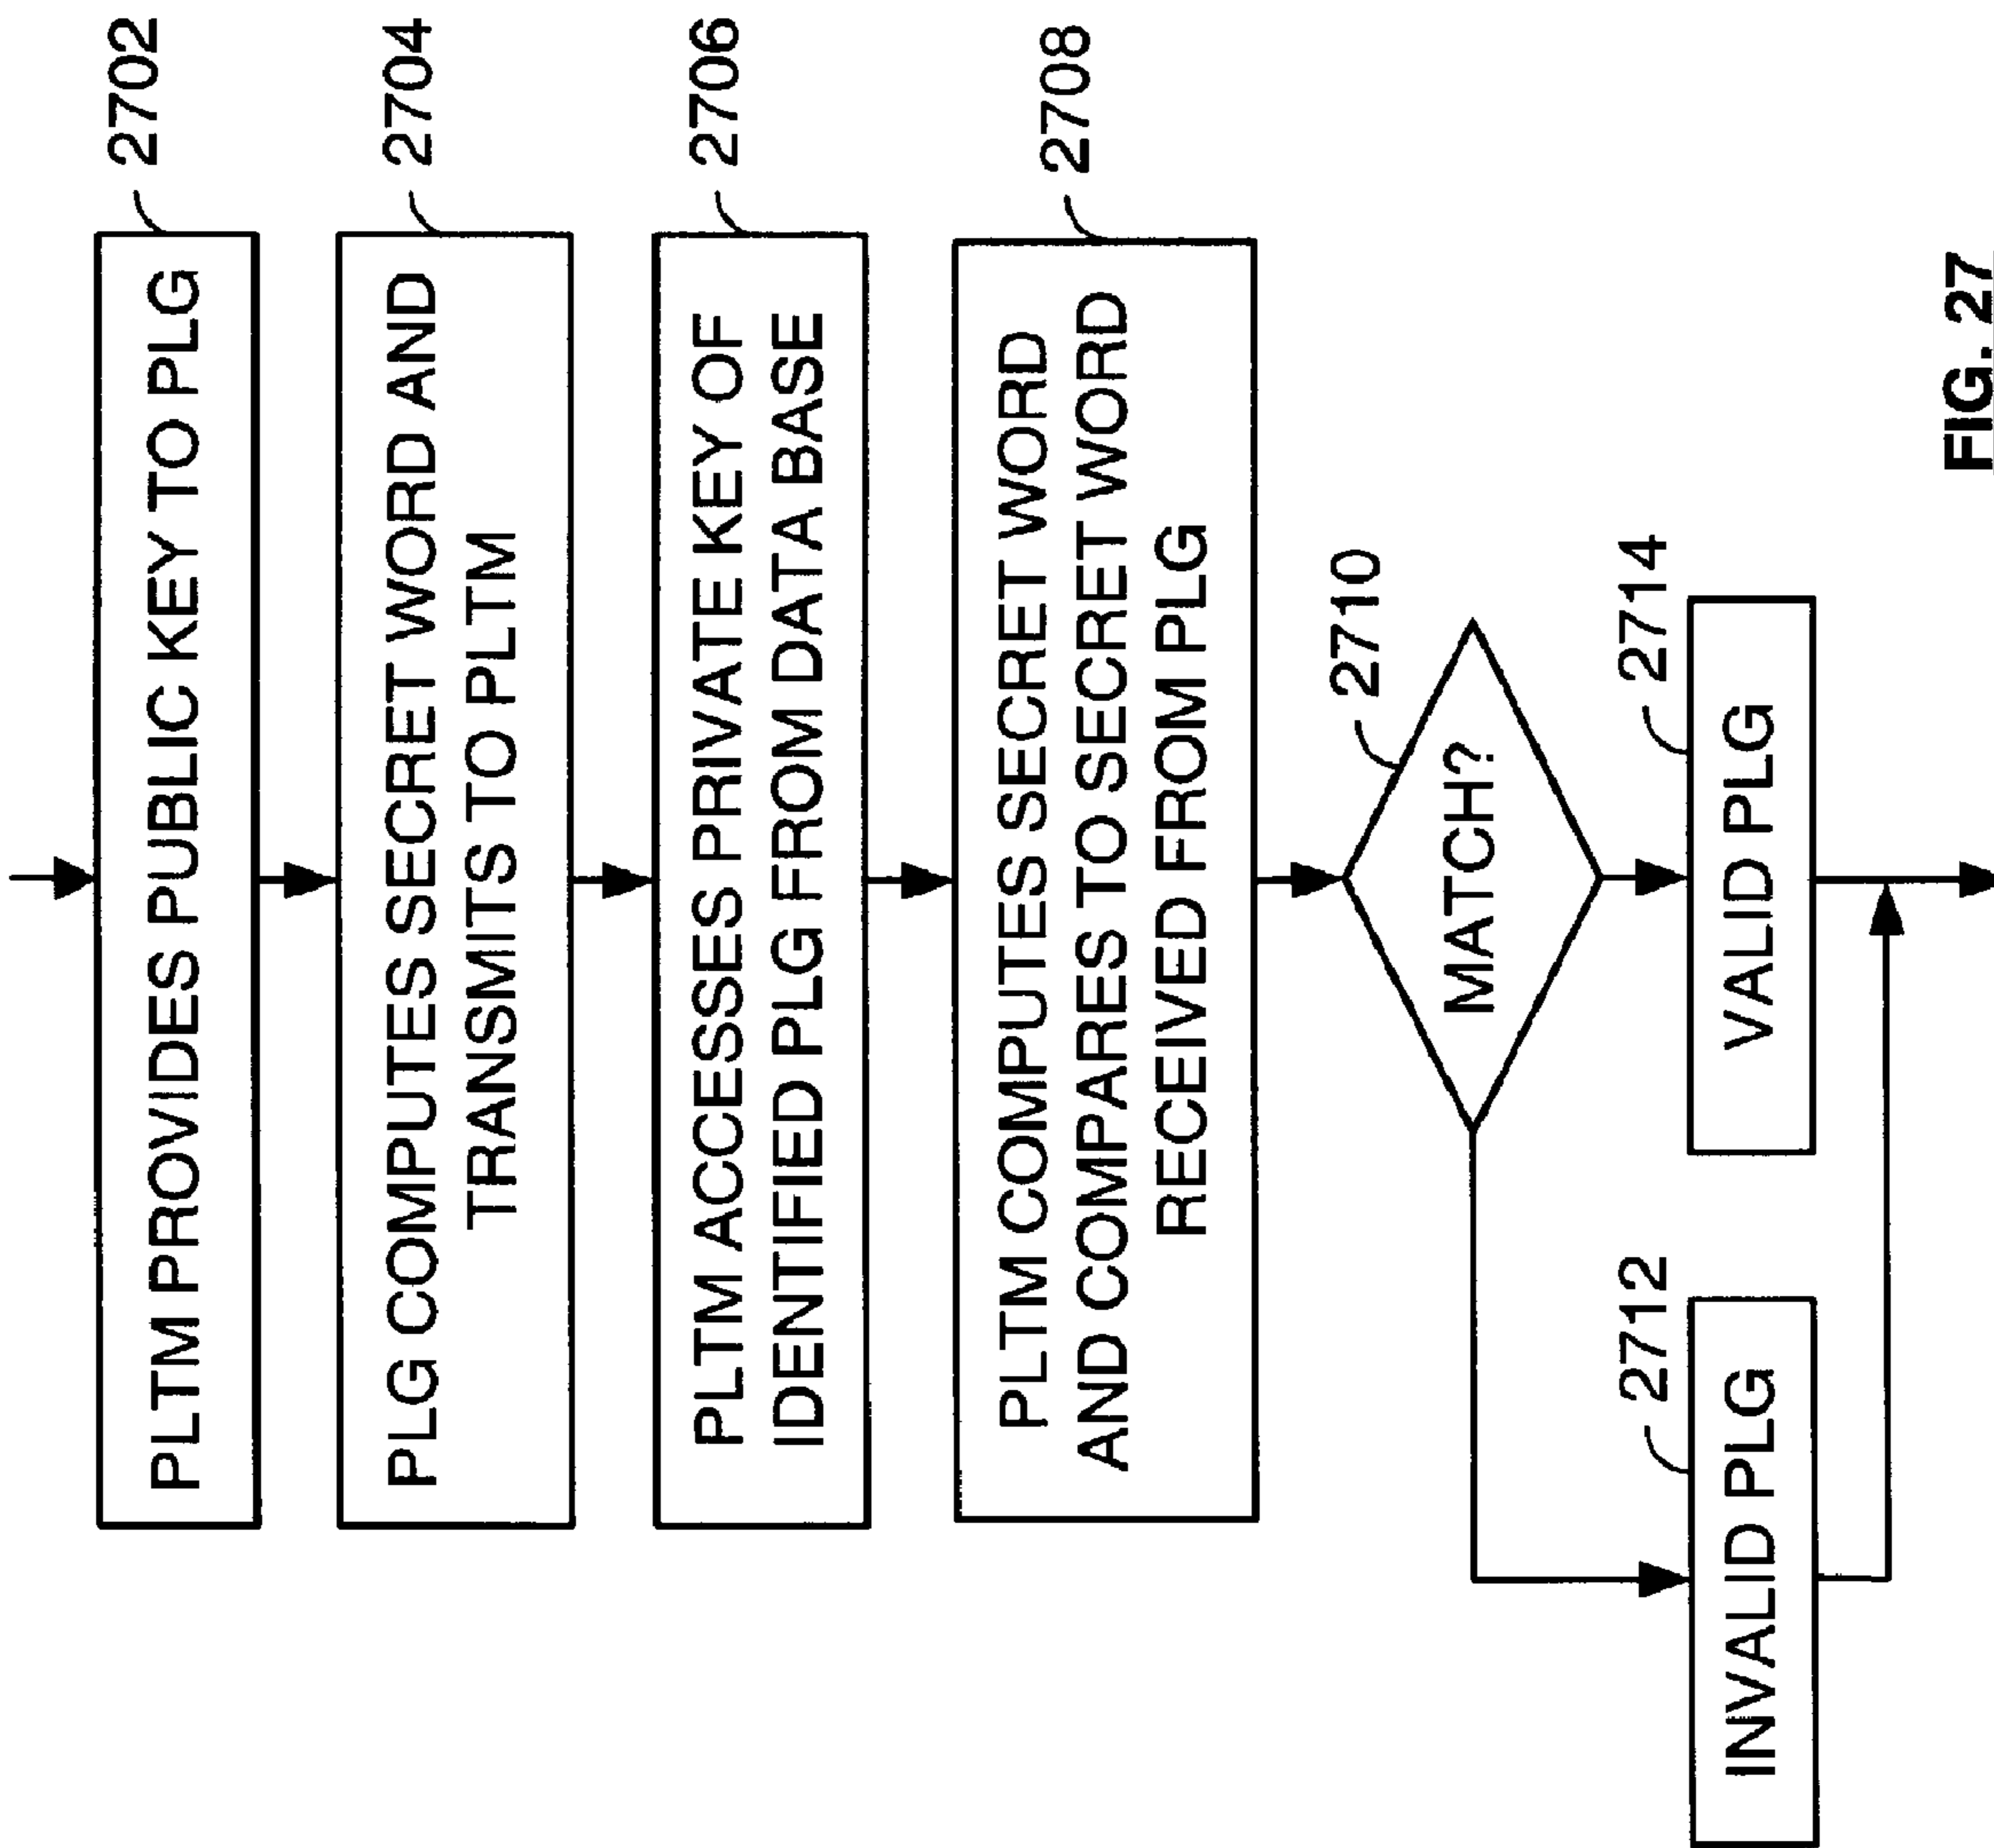 PLTM PROVIDES PUBLIC KEY TO PLG
2702
PLG COMPUTES SECRET WORD AND
TRANSMITS TO PLTM
2704
PLTM ACCESSES PRIVATE KEY OF
IDENTIFIED PLG FROM DATA BASE
2706
PLTM COMPUTES SECRET WORD
AND COMPARES TO SECRET WORD
RECEIVED FROM PLG
2708
MATCH?
2710
INVALID PLG
2712
VALID PLG
2714
FIG. 27